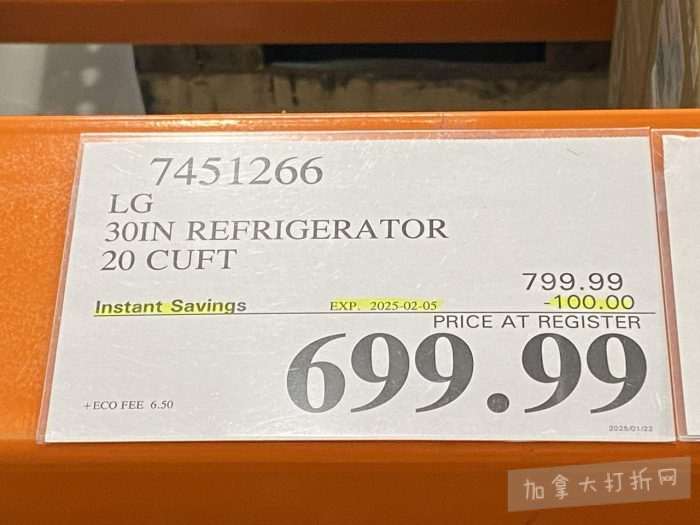 7451266
LG
30IN REFRIGERATOR
20 CUFT
799.99
Instant Savings EXP. 2025-02-05 -100.00
PRICE AT REGISTER
699.99
+ECO FEE 6.50
2025/01/22
加拿大打折网